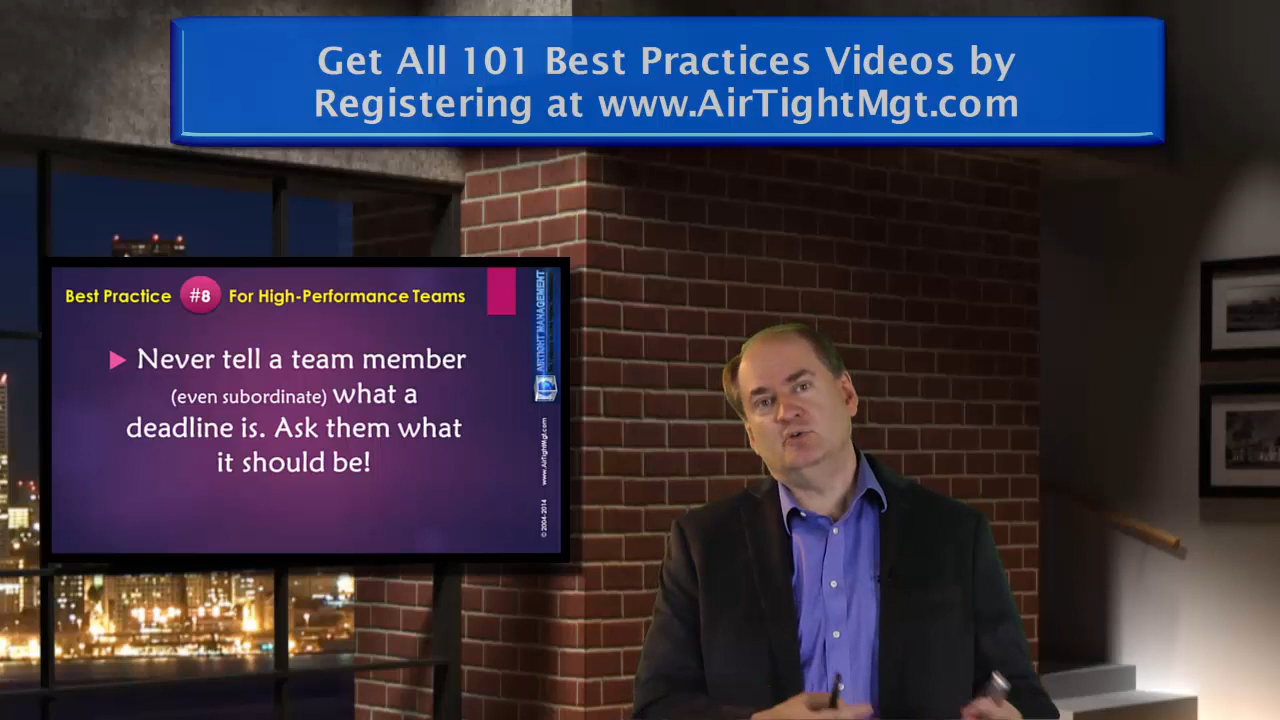 Get All 101 Best Practices Videos by
Registering at www.AirTightMgt.com
Best Practice #8 For High-Performance Teams
Never tell a team member
(even subordinate) what a
deadline is. Ask them what
it should be!
AIRTIGHT MANAGEMENT
www.AirTightMgt.com
© 2004-2014